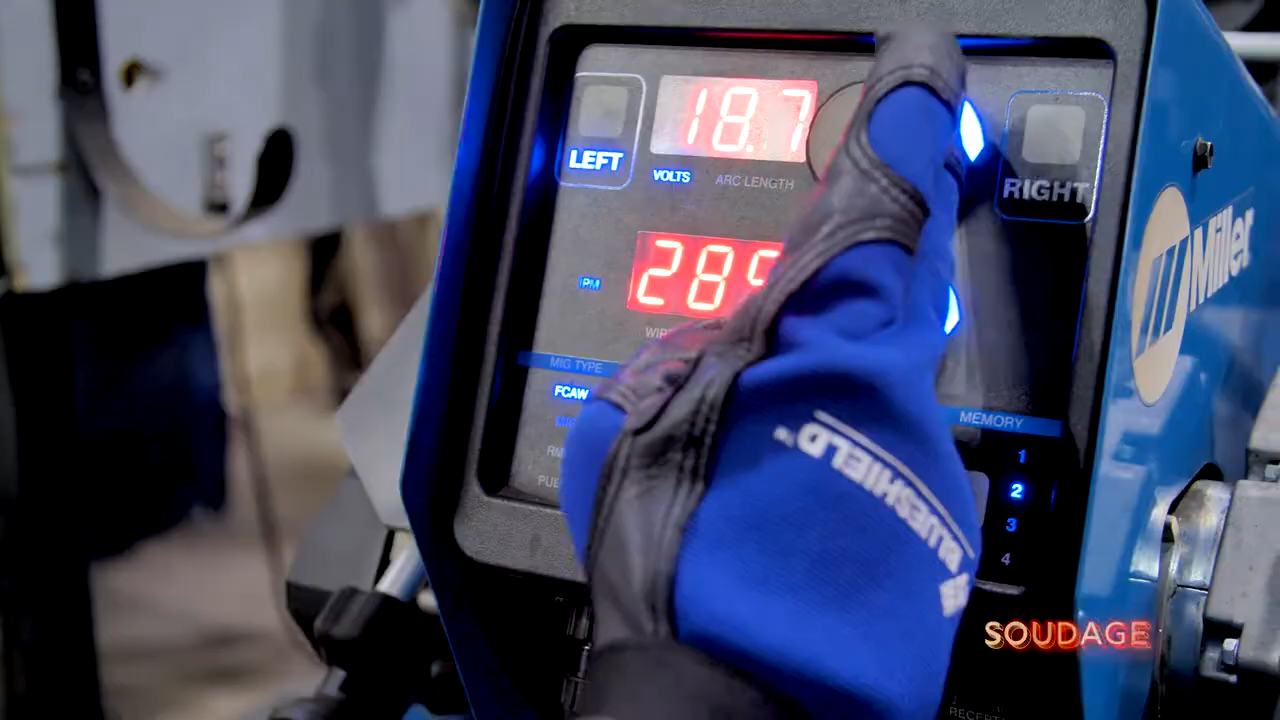 18.7
LEFT
VOLTS
ARC LENGTH
RIGHT
Miller
28
IPM
MIG TYPE
FCAW
MEMORY
1
2
3
4
BLUESHIELD™
SOUDAGE